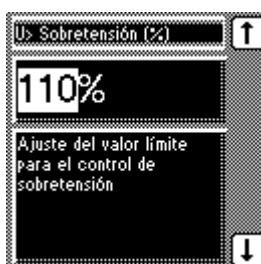 U> Sobretensión (%)
110%
Ajuste del valor límite
para el control de
sobretensión